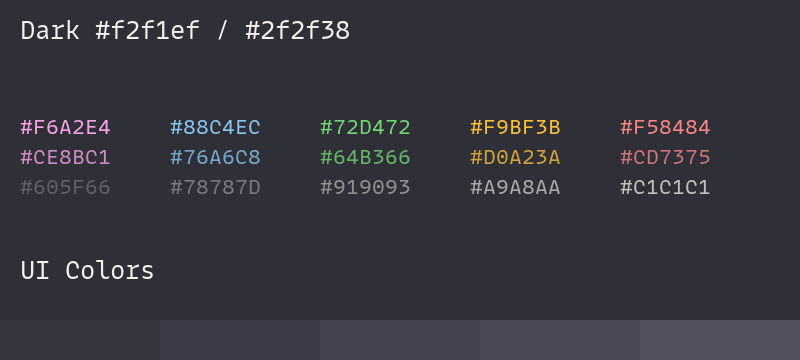 Dark #f2f1ef / #2f2f38
#F6A2E4 #88C4EC #72D472 #F9BF3B #F58484
#CE8BC1 #76A6C8 #64B366 #D0A23A #CD7375
#605F66 #78787D #919093 #A9A8AA #C1C1C1
UI Colors